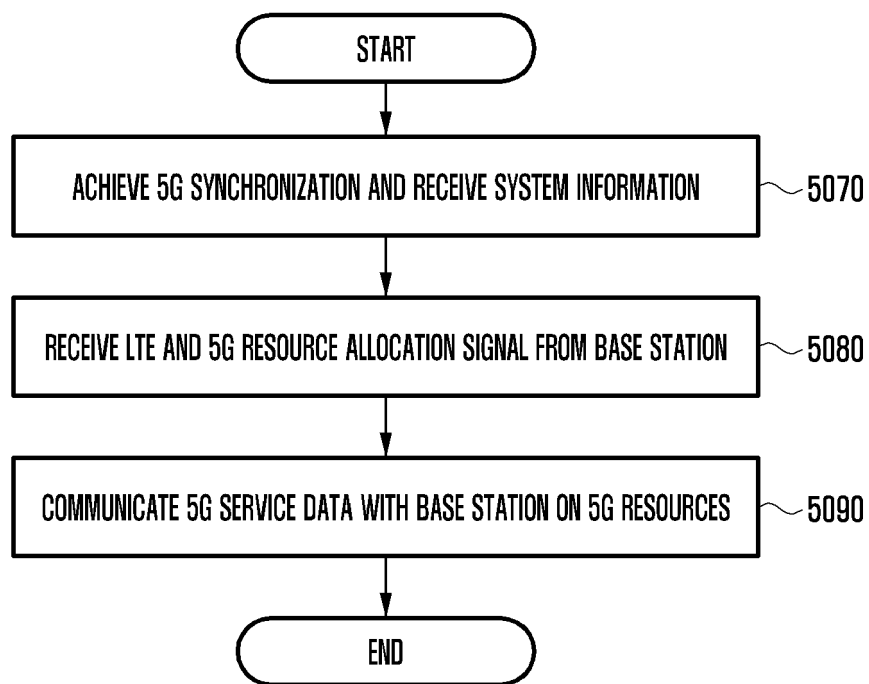 START
ACHIEVE 5G SYNCHRONIZATION AND RECEIVE SYSTEM INFORMATION
5070
RECEIVE LTE AND 5G RESOURCE ALLOCATION SIGNAL FROM BASE STATION
5080
COMMUNICATE 5G SERVICE DATA WITH BASE STATION ON 5G RESOURCES
5090
END